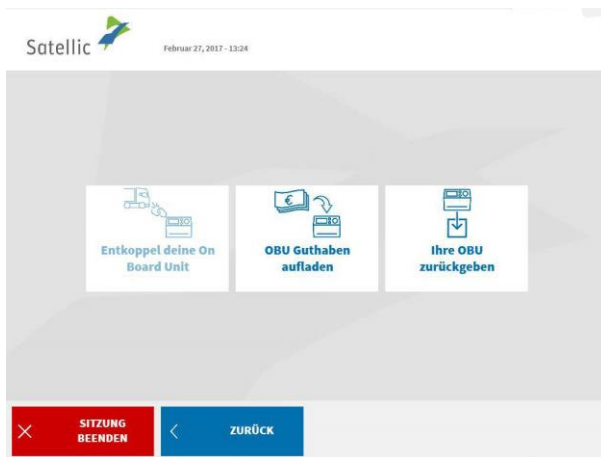 Satellic
Februar 27, 2017 - 13:24
€
Entkoppel deine On
Board Unit
OBU Guthaben
aufladen
Ihre OBU
zurückgeben
SITZUNG
BEENDEN
ZURÜCK